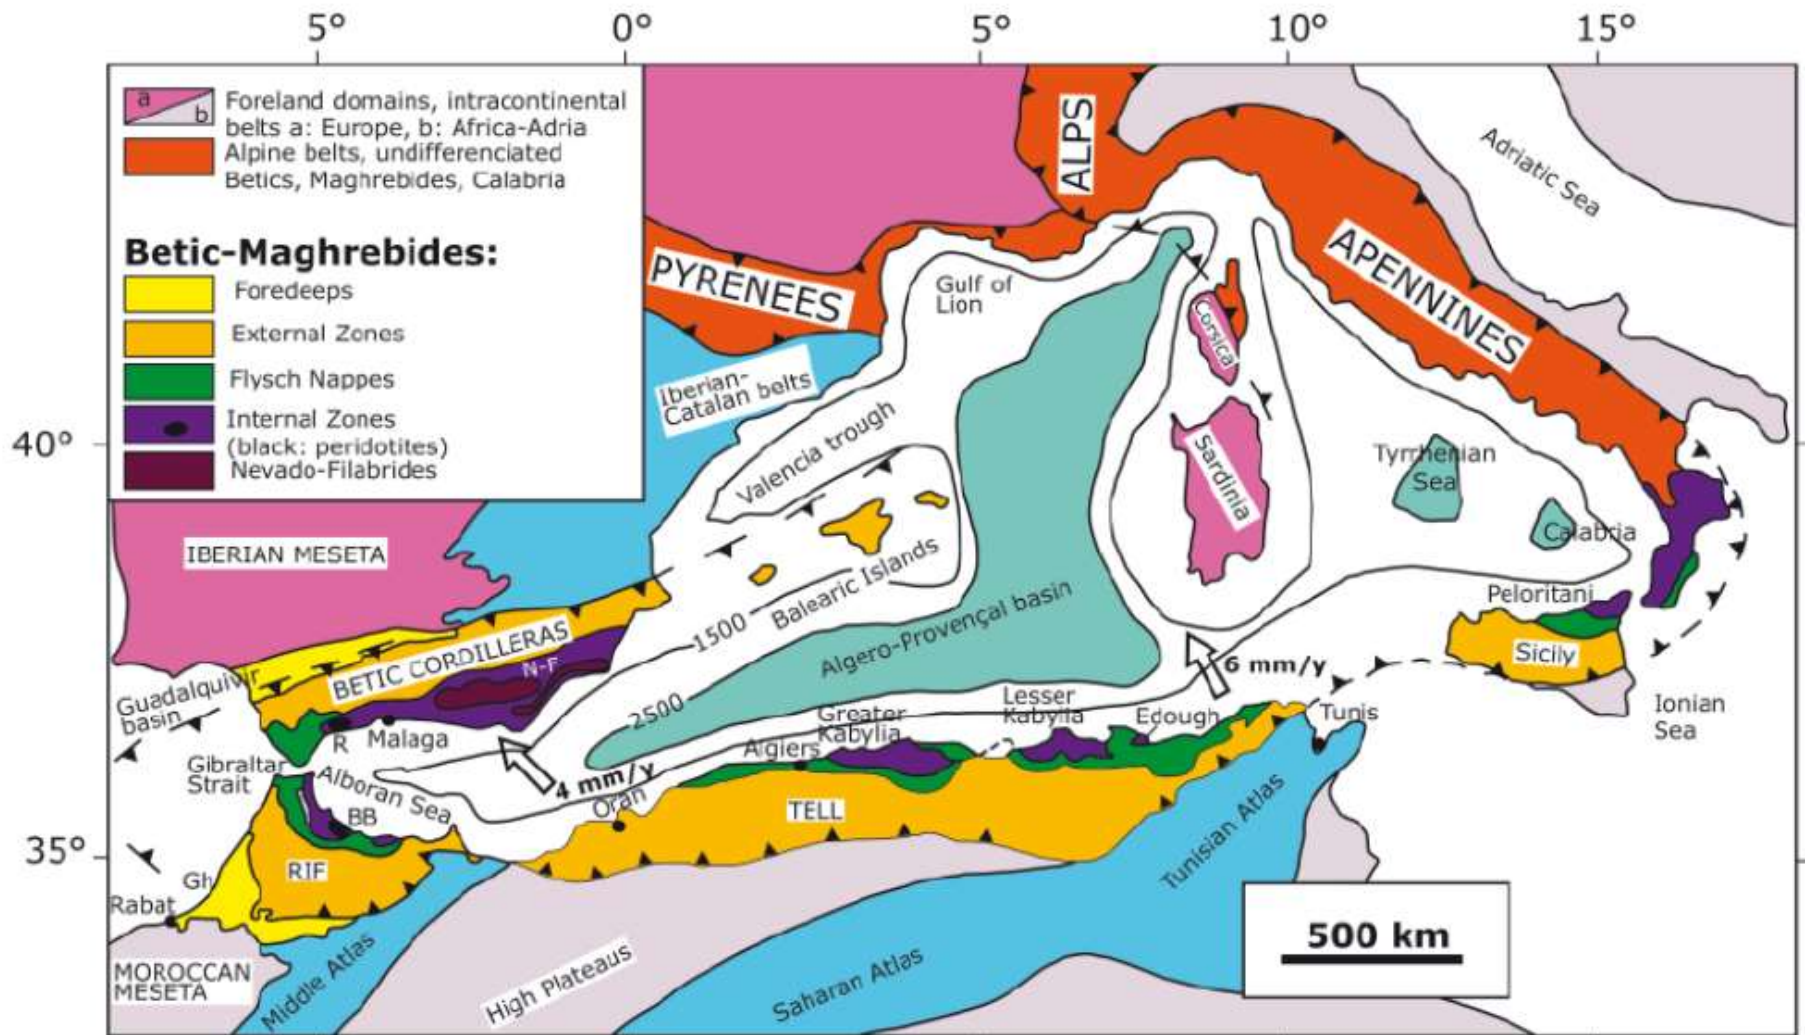 5° 0° 5° 10° 15°
40°
35°
a
b
Foreland domains, intracontinental
belts a: Europe, b: Africa-Adria
Alpine belts, undifferenciated
Betics, Maghrebides, Calabria
Betic-Maghrebides:
Foredeeps
External Zones
Flysch Nappes
Internal Zones
(black: peridotites)
Nevado-Filabrides
ALPS
Adriatic Sea
APENNINES
PYRENEES
Gulf of
Lion
Corsica
Iberian-
Catalan belts
Valencia trough
Sardinia
Tyrrhenian
Sea
Calabria
IBERIAN MESETA
Balearic Islands
1500
Algero-Provençal basin
2500
Peloritani
Sicily
Ionian
Sea
BETIC CORDILLERAS
N-F
Guadalquivir
basin
R
Malaga
Gibraltar
Strait
Alboran Sea
4 mm/y
6 mm/y
Oran
Algiers
Greater
Kabylia
Lesser
Kabylia
Edough
Tunis
BB
RIF
TELL
Gh
Rabat
Tunisian Atlas
MOROCCAN
MESETA
Middle Atlas
High Plateaus
Saharan Atlas
500 km